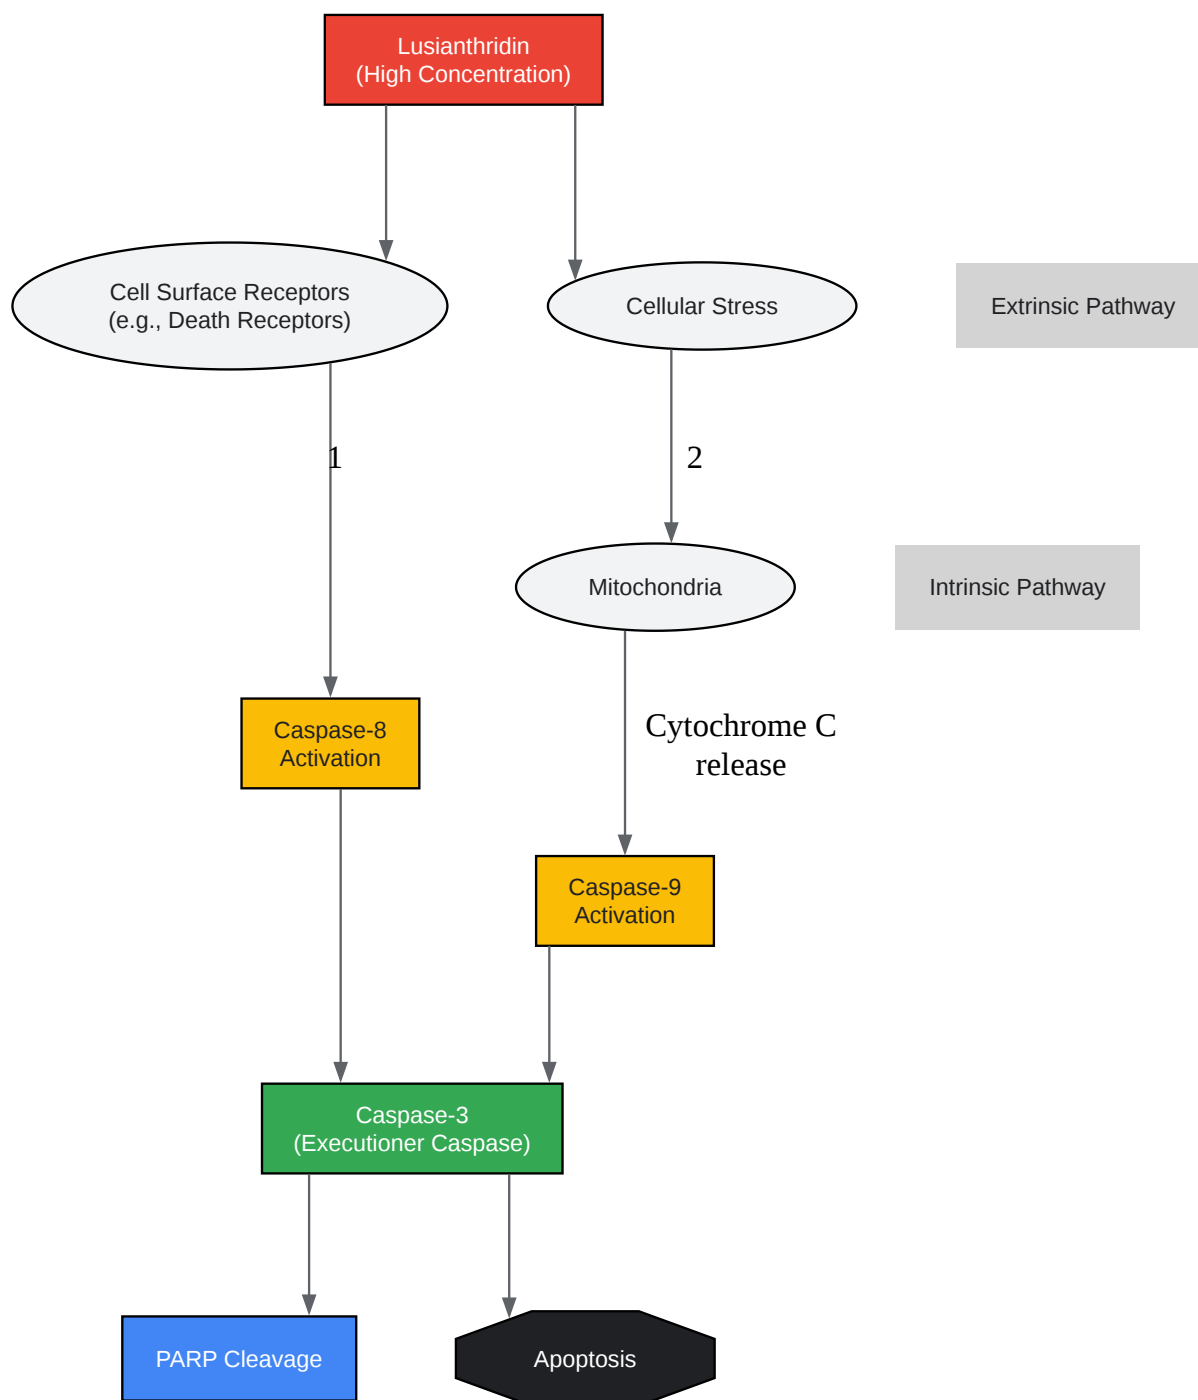 Lusianthridin
(High Concentration)
Cell Surface Receptors
(e.g., Death Receptors)
Cellular Stress
Extrinsic Pathway
1
2
Mitochondria
Intrinsic Pathway
Caspase-8
Activation
Cytochrome C
release
Caspase-9
Activation
Caspase-3
(Executioner Caspase)
PARP Cleavage
Apoptosis